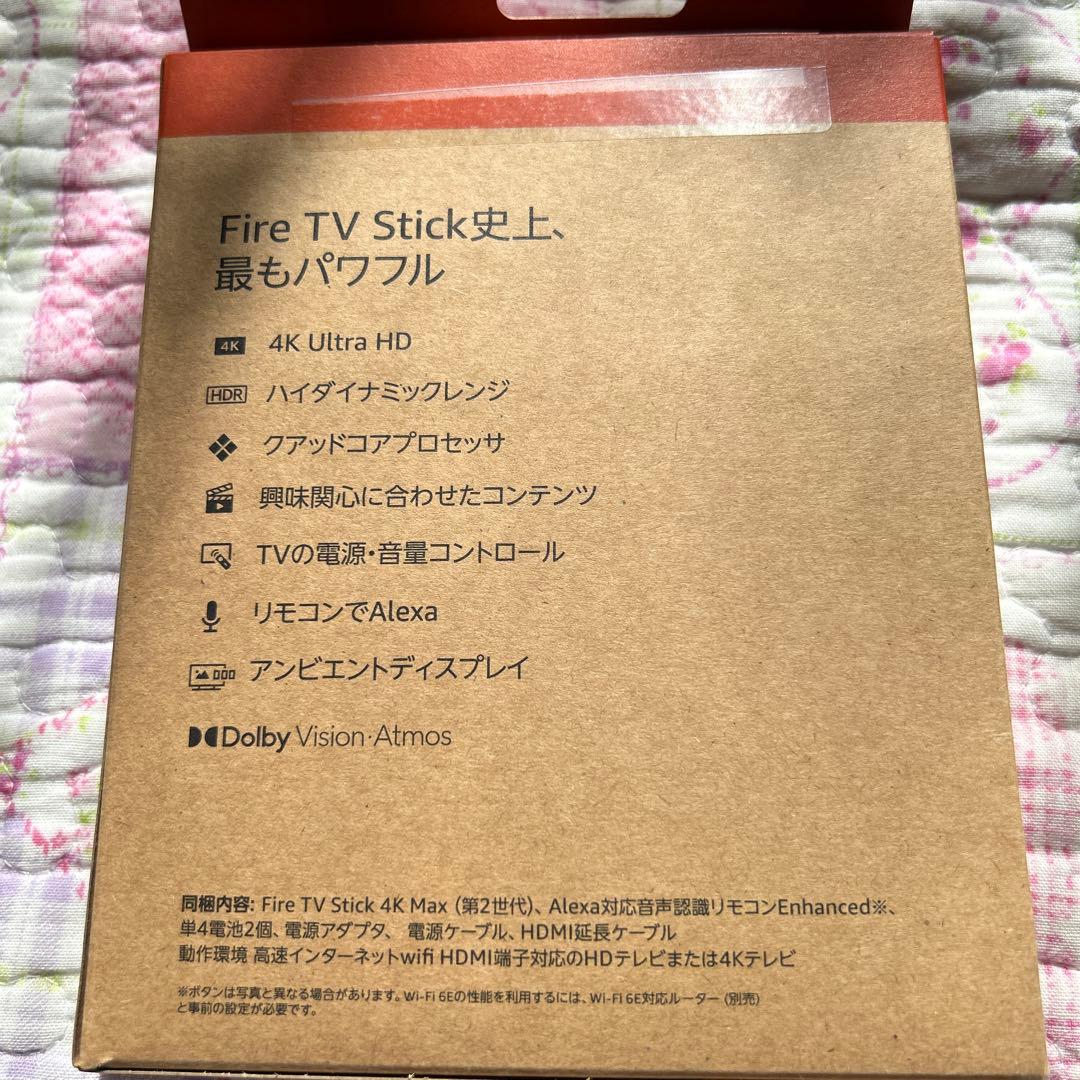 Fire TV Stick史上、
最もパワフル
4K 4K Ultra HD
HDR ハイダイナミックレンジ
クアッドコアプロセッサ
興味関心に合わせたコンテンツ
TVの電源・音量コントロール
リモコンでAlexa
アンビエントディスプレイ
Dolby Vision·Atmos
同梱内容: Fire TV Stick 4K Max (第2世代)、Alexa対応音声認識リモコンEnhanced※、
単4電池2個、電源アダプタ、 電源ケーブル、HDMI延長ケーブル
動作環境 高速インターネットwifi HDMI端子対応のHDテレビまたは4Kテレビ
※ボタンは写真と異なる場合があります。Wi-Fi 6Eの性能を利用するには、Wi-Fi 6E対応ルーター (別売)
と事前の設定が必要です。